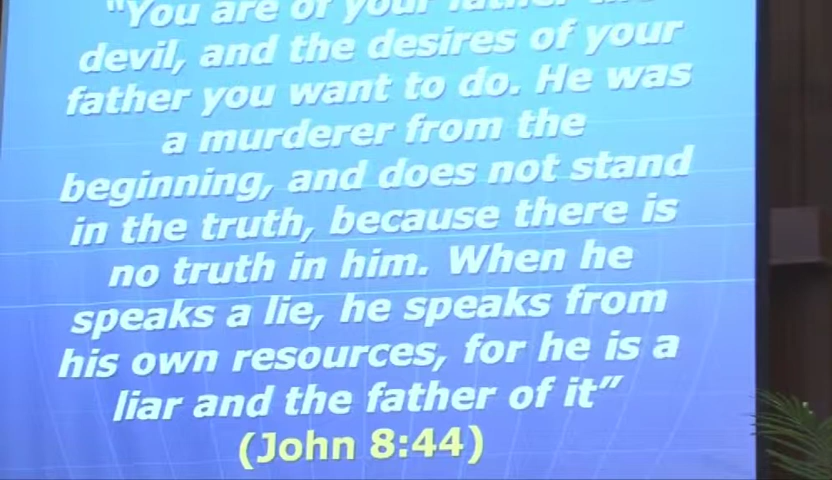 "You are of your father the
devil, and the desires of your
father you want to do. He was
a murderer from the
beginning, and does not stand
in the truth, because there is
no truth in him. When he
speaks a lie, he speaks from
his own resources, for he is a
liar and the father of it"
(John 8:44)